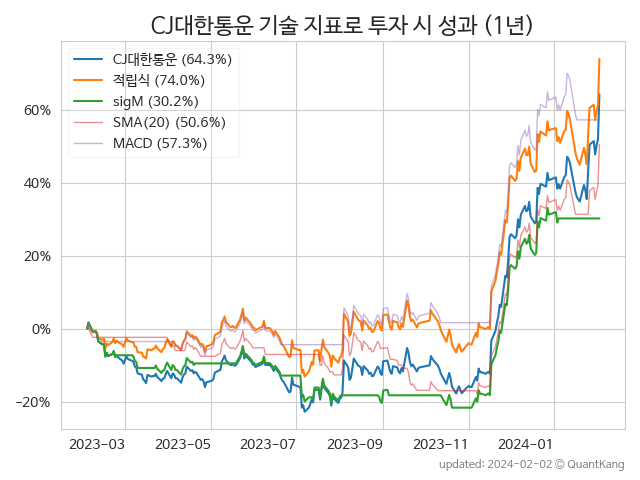 CJ대한통운 기술 지표로 투자 시 성과 (1년)
CJ대한통운 (64.3%)
적립식 (74.0%)
sigM (30.2%)
SMA(20) (50.6%)
MACD (57.3%)
60%
40%
20%
0%
−20%
2023−03
2023−05
2023−07
2023−09
2023−11
2024−01
updated: 2024−02−02 © QuantKang